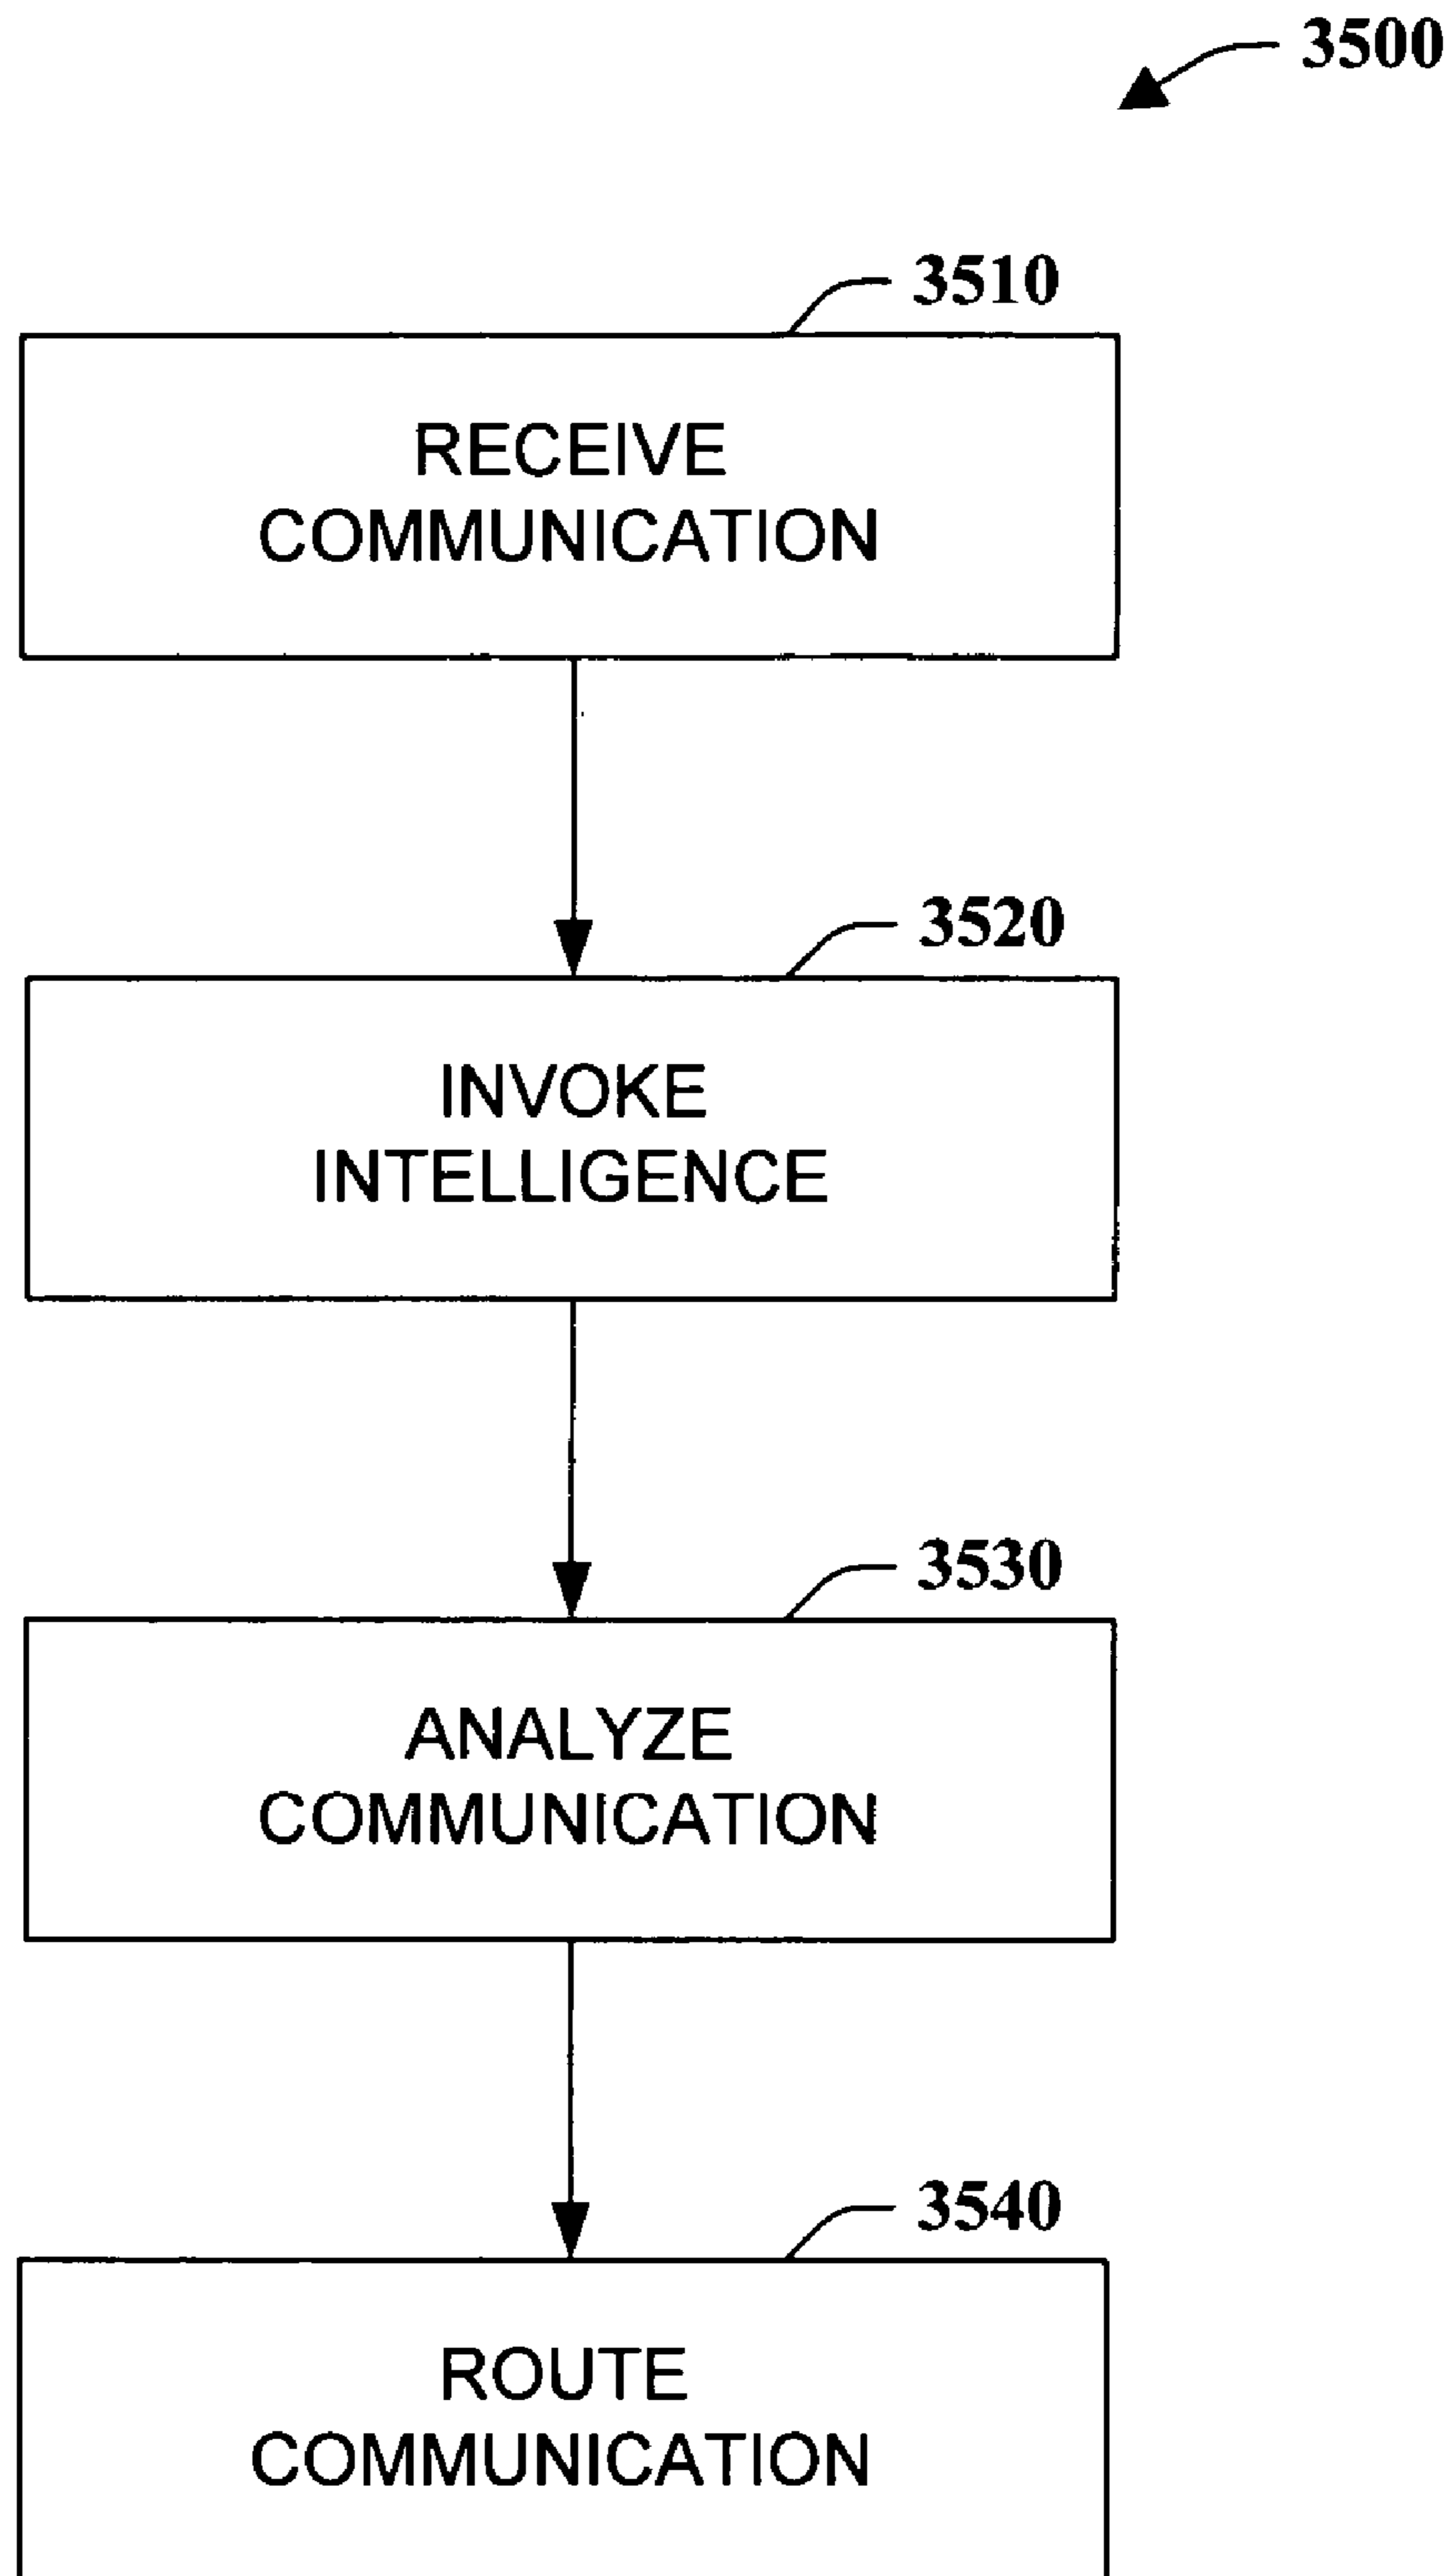 3500
3510
RECEIVE
COMMUNICATION
3520
INVOKE
INTELLIGENCE
3530
ANALYZE
COMMUNICATION
3540
ROUTE
COMMUNICATION